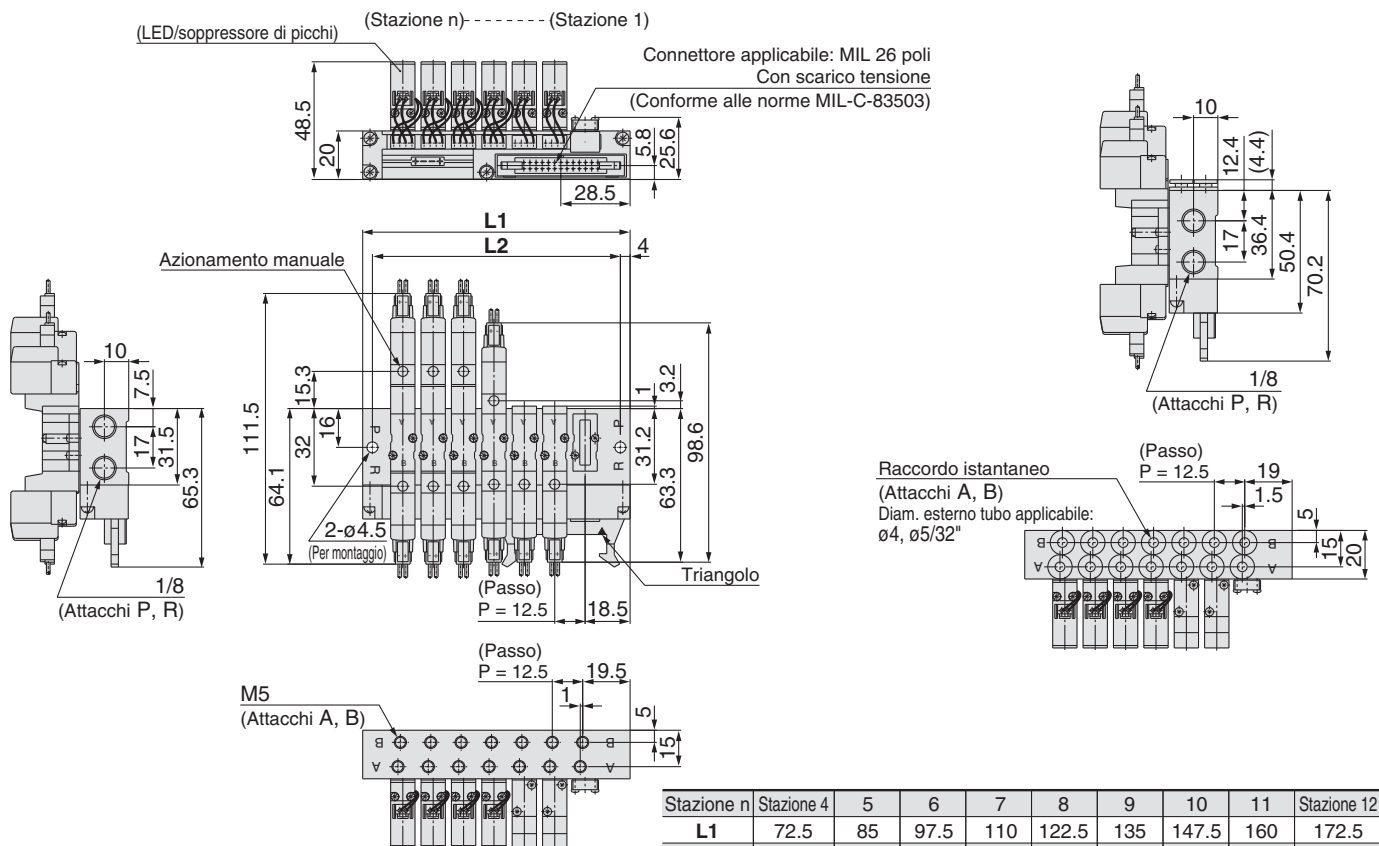 (Stazione n) (Stazione 1)
(LED/soppressore di picchi)
Connettore applicabile: MIL 26 poli
Con scarico tensione
(Conforme alle norme MIL-C-83503)
48.5
20
5.8
25.6
28.5
L1
L2
4
Azionamento manuale
111.5
15.3
64.1
32
16
P
R
2-ø4.5
(Per montaggio)
1
3.2
31.2
63.3
98.6
P
R
Triangolo
(Passo)
P = 12.5
18.5
10
7.5
17
31.5
65.3
1/8
(Attacchi P, R)
10
12.4
(4.4)
17
36.4
50.4
70.2
1/8
(Attacchi P, R)
Raccordo istantaneo
(Attacchi A, B)
Diam. esterno tubo applicabile:
ø4, ø5/32"
(Passo)
P = 12.5
19
1.5
5
15
20
B B
A A
(Passo)
P = 12.5
19.5
1
M5
(Attacchi A, B)
5
15
B B
A A
Stazione n Stazione 4 5 6 7 8 9 10 11 Stazione 12
L1 72.5 85 97.5 110 122.5 135 147.5 160 172.5